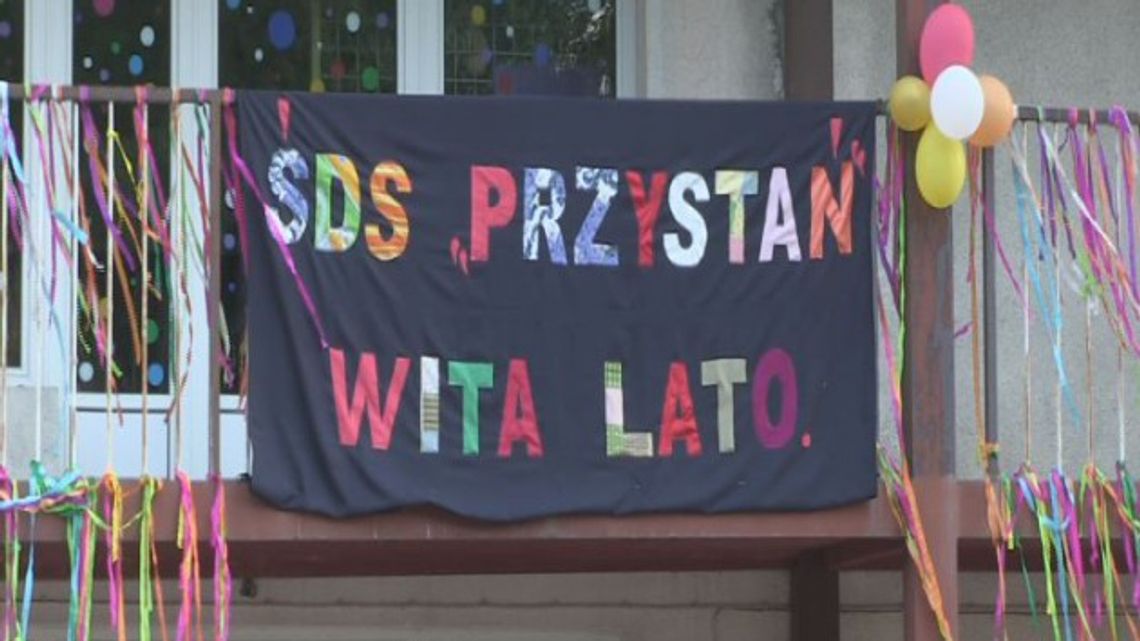 ŚDS „PRZYSTAŃ”
WITA LATO.